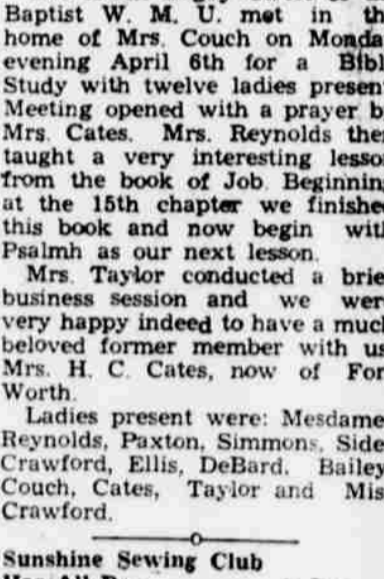 Baptist W. M. U. met in th
home of Mrs. Couch on Monda
evening April 6th for a Bibl
Study with twelve ladies present
Meeting opened with a prayer b
Mrs. Cates. Mrs. Reynolds then
taught a very interesting lesso
from the book of Job. Beginnin
at the 15th chapter we finishe
this book and now begin with
Psalmh as our next lesson.
Mrs. Taylor conducted a brie
business session and we wer
very happy indeed to have a muc
beloved former member with us
Mrs. H. C. Cates, now of For
Worth.
Ladies present were: Mesdame
Reynolds, Paxton, Simmons, Side
Crawford, Ellis, DeBard, Bailey
Couch, Cates, Taylor and Mis
Crawford.
Sunshine Sewing Club